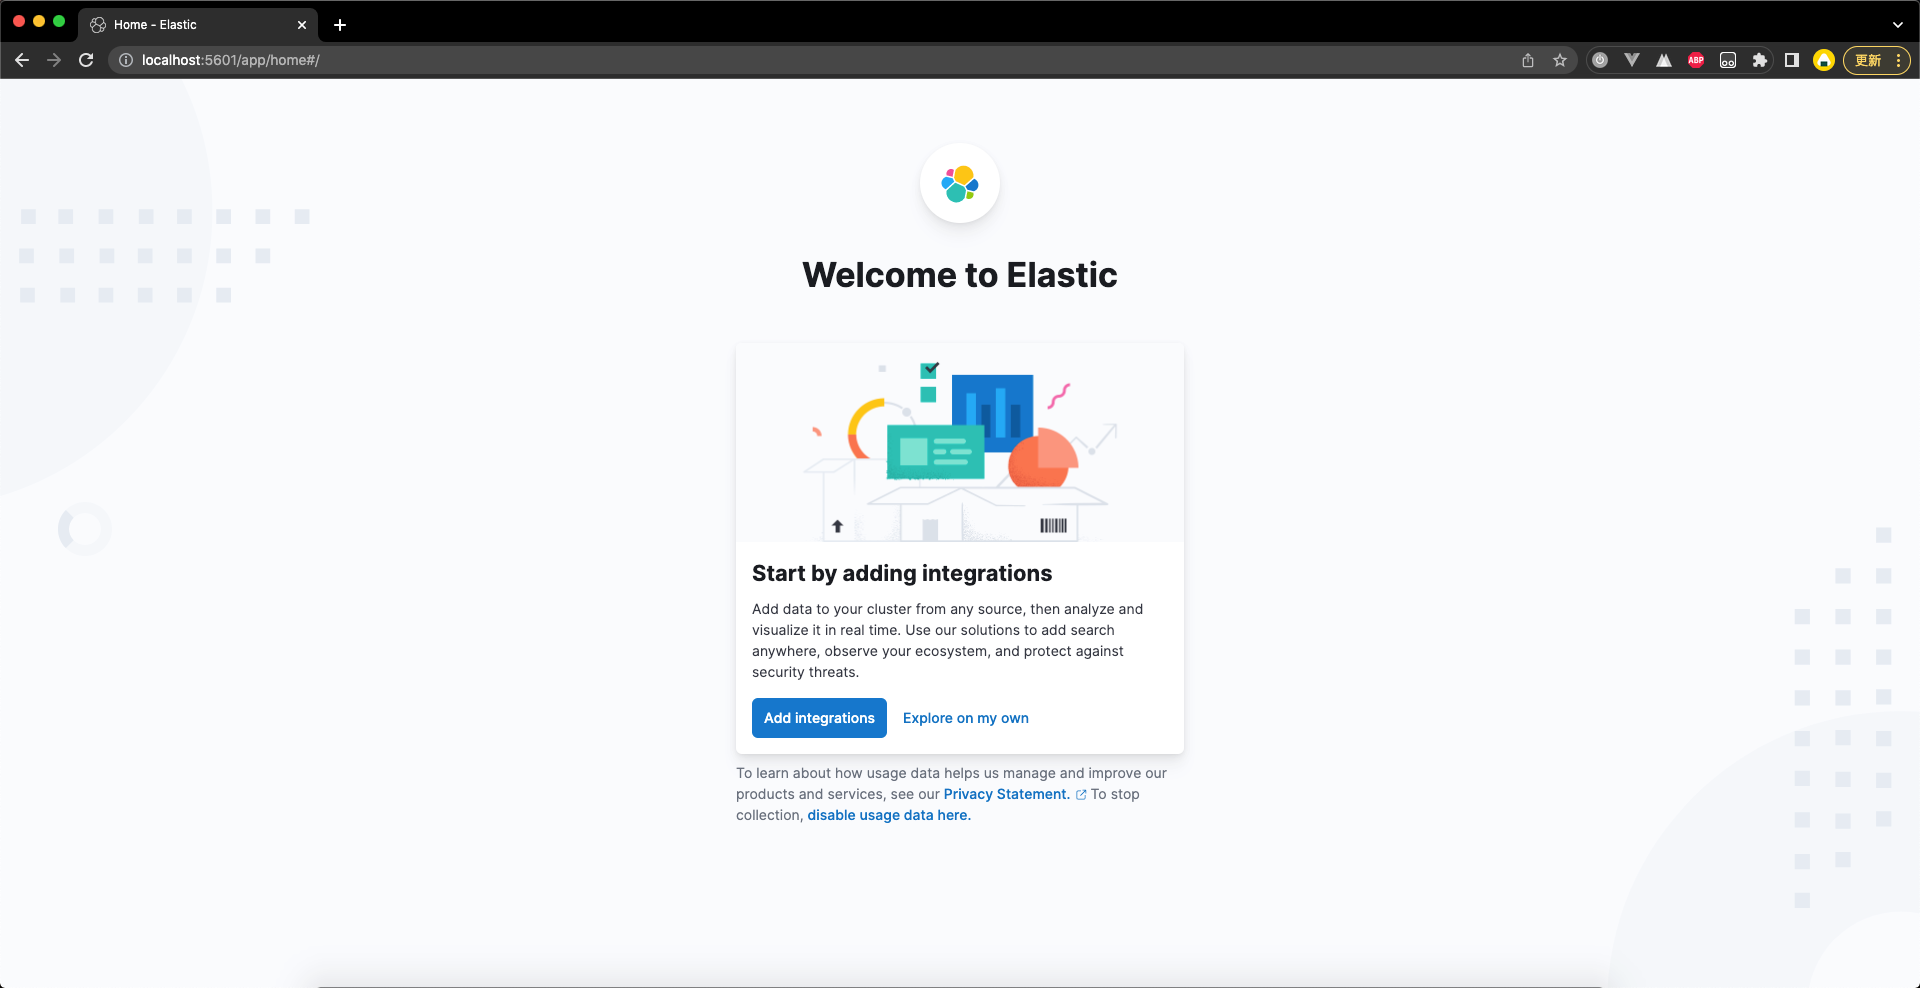 Home - Elastic
localhost:5601/app/home#/
ABP
更新
Welcome to Elastic
Start by adding integrations
Add data to your cluster from any source, then analyze and
visualize it in real time. Use our solutions to add search
anywhere, observe your ecosystem, and protect against
security threats.
Add integrations
Explore on my own
To learn about how usage data helps us manage and improve our
products and services, see our Privacy Statement. To stop
collection, disable usage data here.